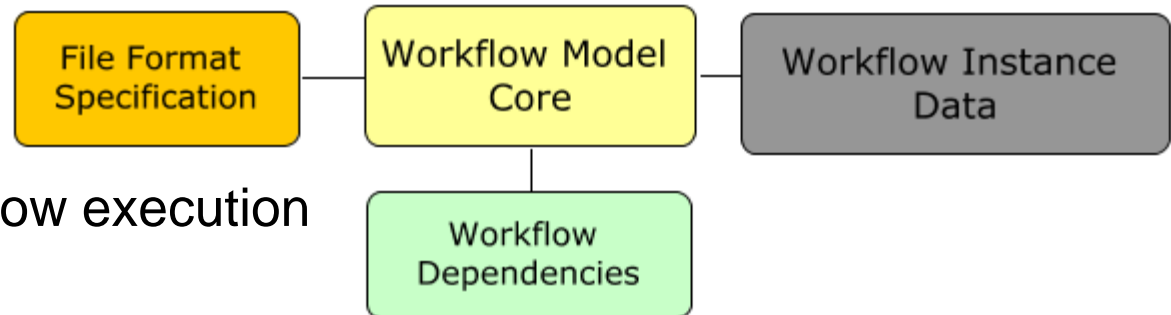 File Format
Specification
Workflow Model
Core
Workflow Instance
Data
ow execution
Workflow
Dependencies